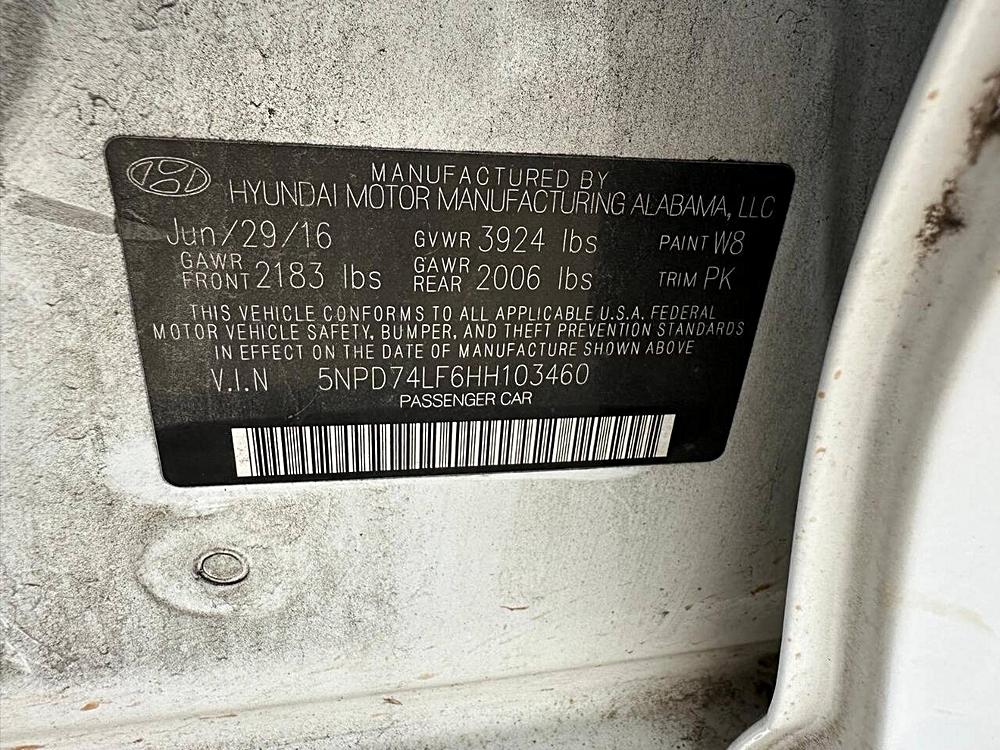 MANUFACTURED BY
HYUNDAI MOTOR MANUFACTURING ALABAMA, LLC
Jun/29/16 GVWR 3924 lbs PAINT W8
GAWR FRONT 2183 lbs GAWR REAR 2006 lbs TRIM PK
THIS VEHICLE CONFORMS TO ALL APPLICABLE U.S.A. FEDERAL
MOTOR VEHICLE SAFETY, BUMPER, AND THEFT PREVENTION STANDARDS
IN EFFECT ON THE DATE OF MANUFACTURE SHOWN ABOVE
V.I.N 5NPD74LF6HH103460
PASSENGER CAR